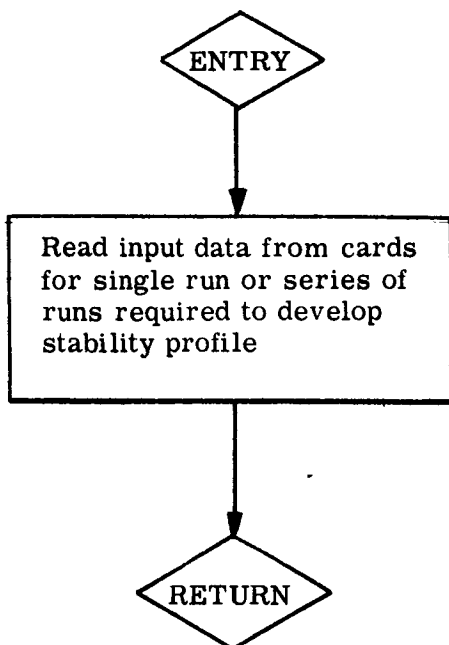 ENTRY
Read input data from cards
for single run or series of
runs required to develop
stability profile
RETURN